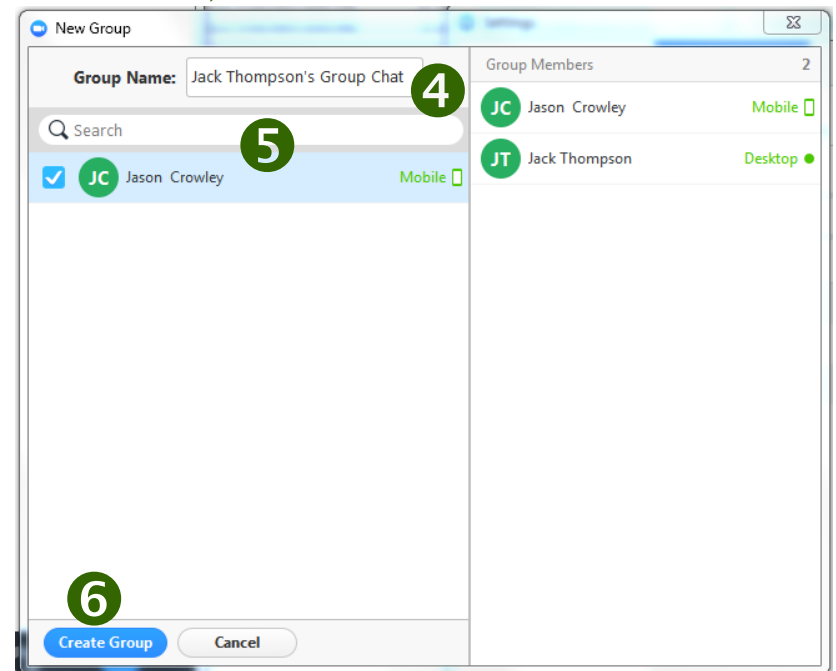 New Group
Settings
Group Name: Jack Thompson's Group Chat
4
Search
5
JC Jason Crowley Mobile
Group Members 2
JC Jason Crowley Mobile
JT Jack Thompson Desktop
6
Create Group Cancel